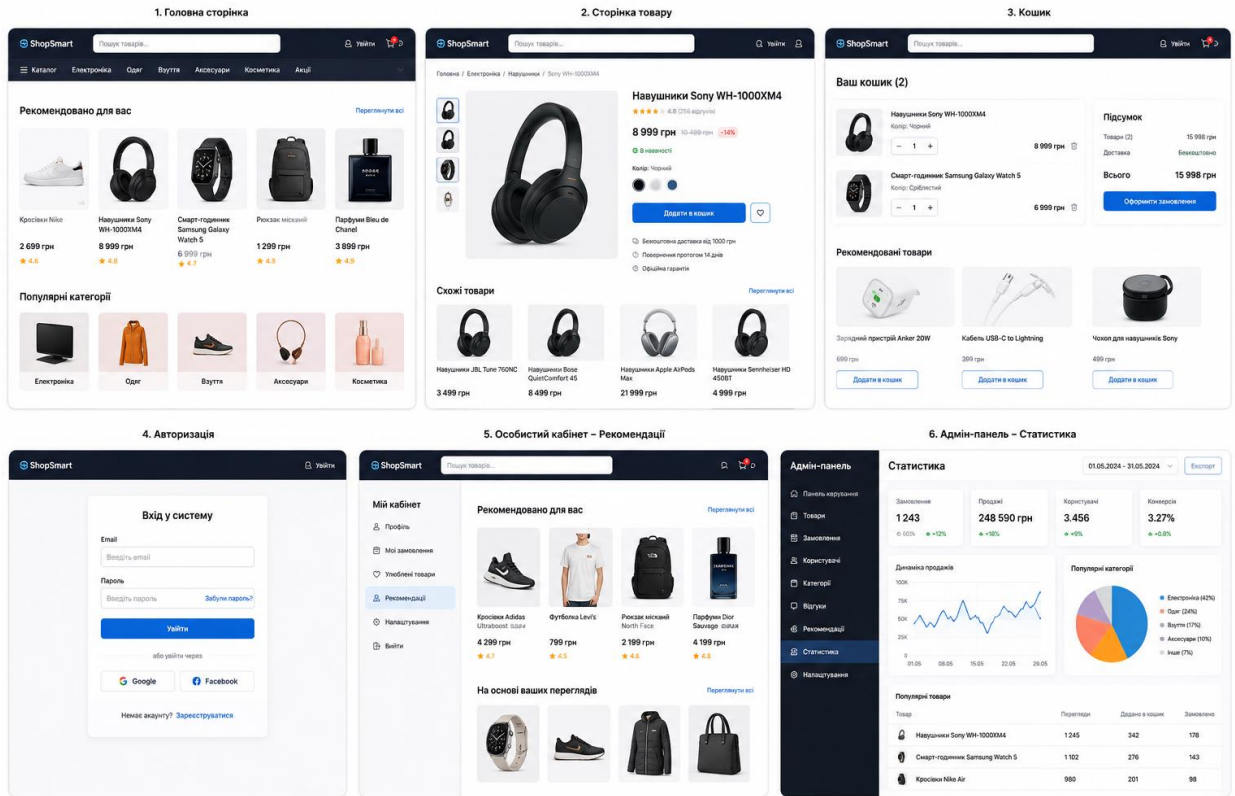 1. Головна сторінка
ShopSmart
Пошук товарів...
Увійти
Каталог Електроніка Одяг Взуття Аксесуари Косметика Акції
Рекомендовано для вас
Переглянути всі
Кросівки Nike
2 699 грн
4.6
Навушники Sony
WH-1000XM4
8 999 грн
4.8
Смарт-годинник
Samsung Galaxy
Watch 5
6 999 грн
4.7
Рюкзак міський
1 299 грн
4.5
Парфуми Bleu de
Chanel
3 899 грн
4.9
Популярні категорії
Електроніка
Одяг
Взуття
Аксесуари
Косметика
2. Сторінка товару
ShopSmart
Пошук товарів...
Увійти
Головна / Електроніка / Навушники / Sony WH-1000XM4
Навушники Sony WH-1000XM4
4.8 (256 відгуків)
8 999 грн 10 499 грн -14%
В наявності
Колір: Чорний
Додати в кошик
Безкоштовна доставка від 1000 грн
Повернення протягом 14 днів
Офіційна гарантія
Схожі товари
Переглянути всі
Навушники JBL Tune 760NC
3 499 грн
Навушники Bose
QuietComfort 45
8 499 грн
Навушники Apple AirPods
Max
21 999 грн
Навушники Sennheiser HD
450BT
4 999 грн
3. Кошик
ShopSmart
Пошук товарів...
Увійти
Ваш кошик (2)
Навушники Sony WH-1000XM4
Колір: Чорний
− 1 +
8 999 грн
Смарт-годинник Samsung Galaxy Watch 5
Колір: Сріблястий
− 1 +
6 999 грн
Підсумок
Товари (2) 15 998 грн
Доставка Безкоштовно
Всього 15 998 грн
Оформити замовлення
Рекомендовані товари
Зарядний пристрій Anker 20W
699 грн
Додати в кошик
Кабель USB-C to Lightning
399 грн
Додати в кошик
Чохол для навушників Sony
499 грн
Додати в кошик
4. Авторизація
ShopSmart
Увійти
Вхід у систему
Email
Введіть email
Пароль
Введіть пароль
Забули пароль?
Увійти
або увійти через
Google
Facebook
Немає акаунту? Зареєструватися
5. Особистий кабінет – Рекомендації
ShopSmart
Пошук товарів...
Мій кабінет
Профіль
Мої замовлення
Улюблені товари
Рекомендації
Налаштування
Вийти
Рекомендовано для вас
Переглянути всі
Кросівки Adidas
Ultraboost
4 299 грн
4.7
Футболка Levi's
799 грн
4.5
Рюкзак міський
North Face
2 199 грн
4.6
Парфуми Dior
Sauvage
4 199 грн
4.8
На основі ваших переглядів
Переглянути всі
6. Адмін-панель – Статистика
Адмін-панель
Панель керування
Товари
Замовлення
Користувачі
Категорії
Відгуки
Рекомендації
Статистика
Налаштування
Статистика
01.05.2024 - 31.05.2024
Експорт
Замовлення
1 243
+12%
Продажі
248 590 грн
+18%
Користувачі
3.456
+9%
Конверсія
3.27%
+0.8%
Динаміка продажів
100K
75K
50K
25K
0
01.05 08.05 15.05 22.05 29.05
Популярні категорії
Електроніка (42%)
Одяг (24%)
Взуття (17%)
Аксесуари (10%)
Інше (7%)
Популярні товари
Товар Перегляди Додано в кошик Замовлено
Навушники Sony WH-1000XM4 1 245 342 178
Смарт-годинник Samsung Watch 5 1 102 276 143
Кросівки Nike Air 980 201 98